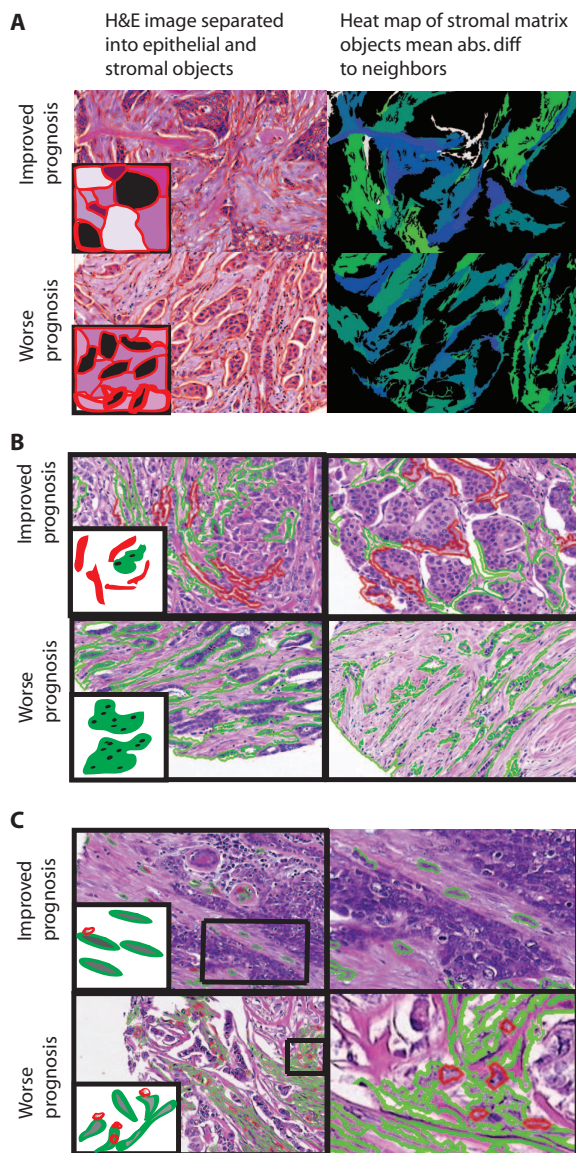 A
H&E image separated
into epithelial and
stromal objects
Heat map of stromal matrix
objects mean abs. diff
to neighbors
Improved
prognosis
Worse
prognosis
B
Improved
prognosis
Worse
prognosis
C
Improved
prognosis
Worse
prognosis